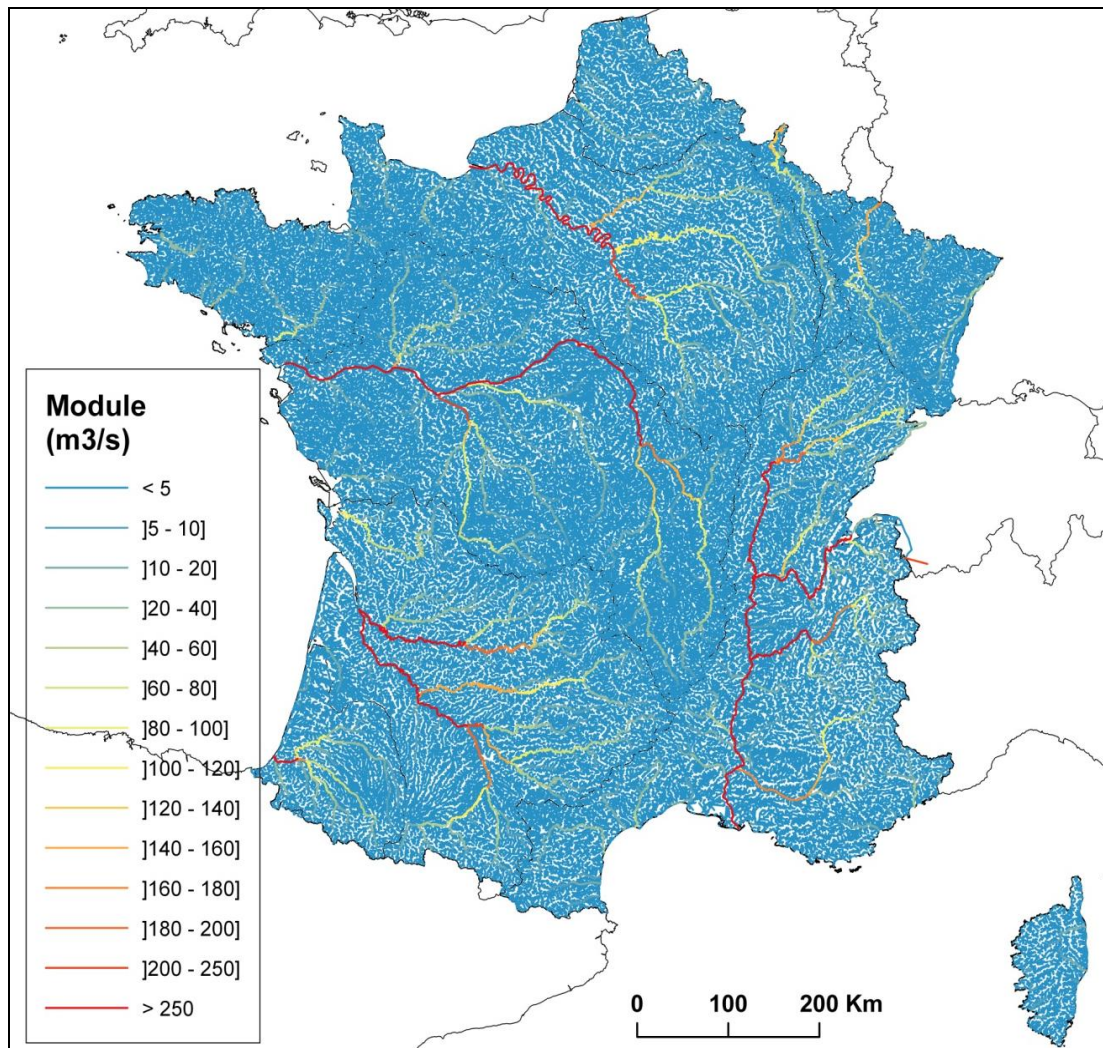 Module
(m3/s)
< 5
]5 - 10]
]10 - 20]
]20 - 40]
]40 - 60]
]60 - 80]
]80 - 100]
]100 - 120]
]120 - 140]
]140 - 160]
]160 - 180]
]180 - 200]
]200 - 250]
> 250
0 100 200 Km